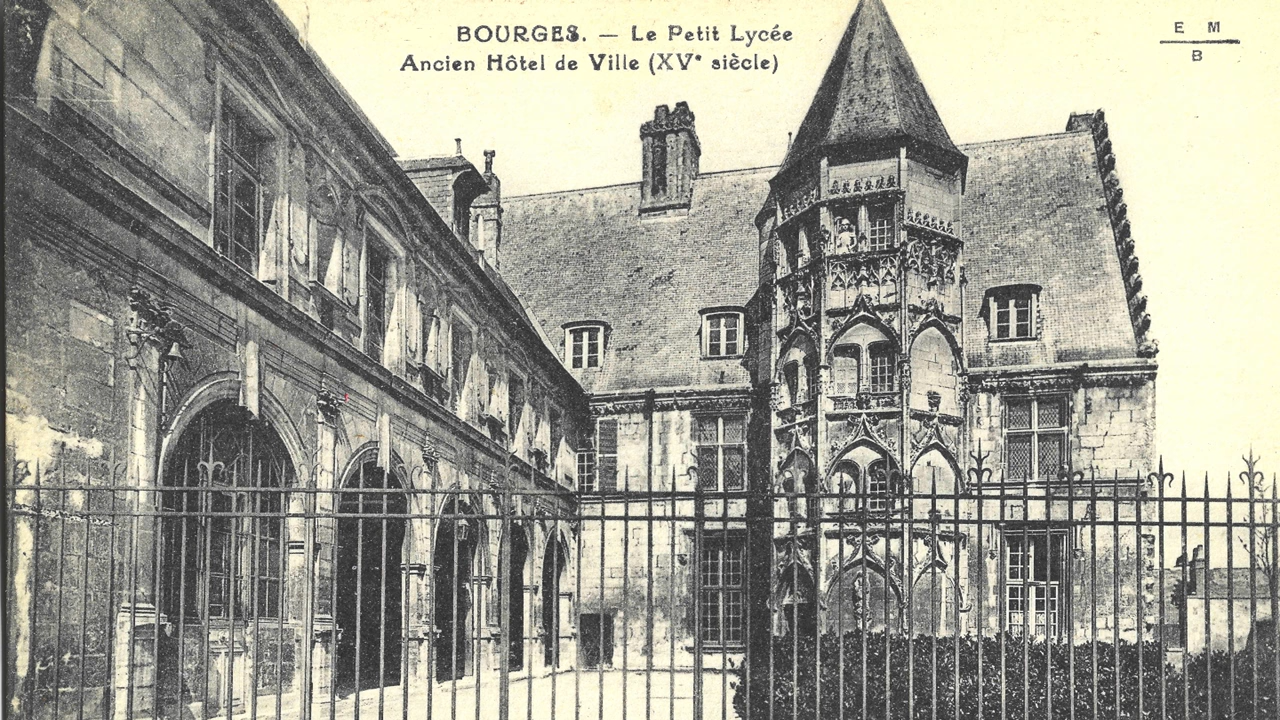 BOURGES. — Le Petit Lycée
Ancien Hôtel de Ville (XVe siècle)
E M
B